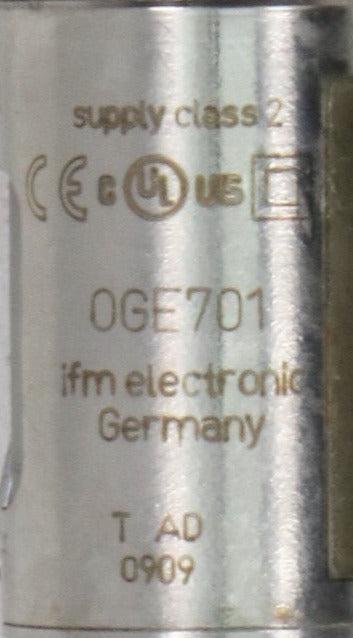 supply class 2
CE c UL us
OGE701
ifm electronic
Germany
T AD
0909